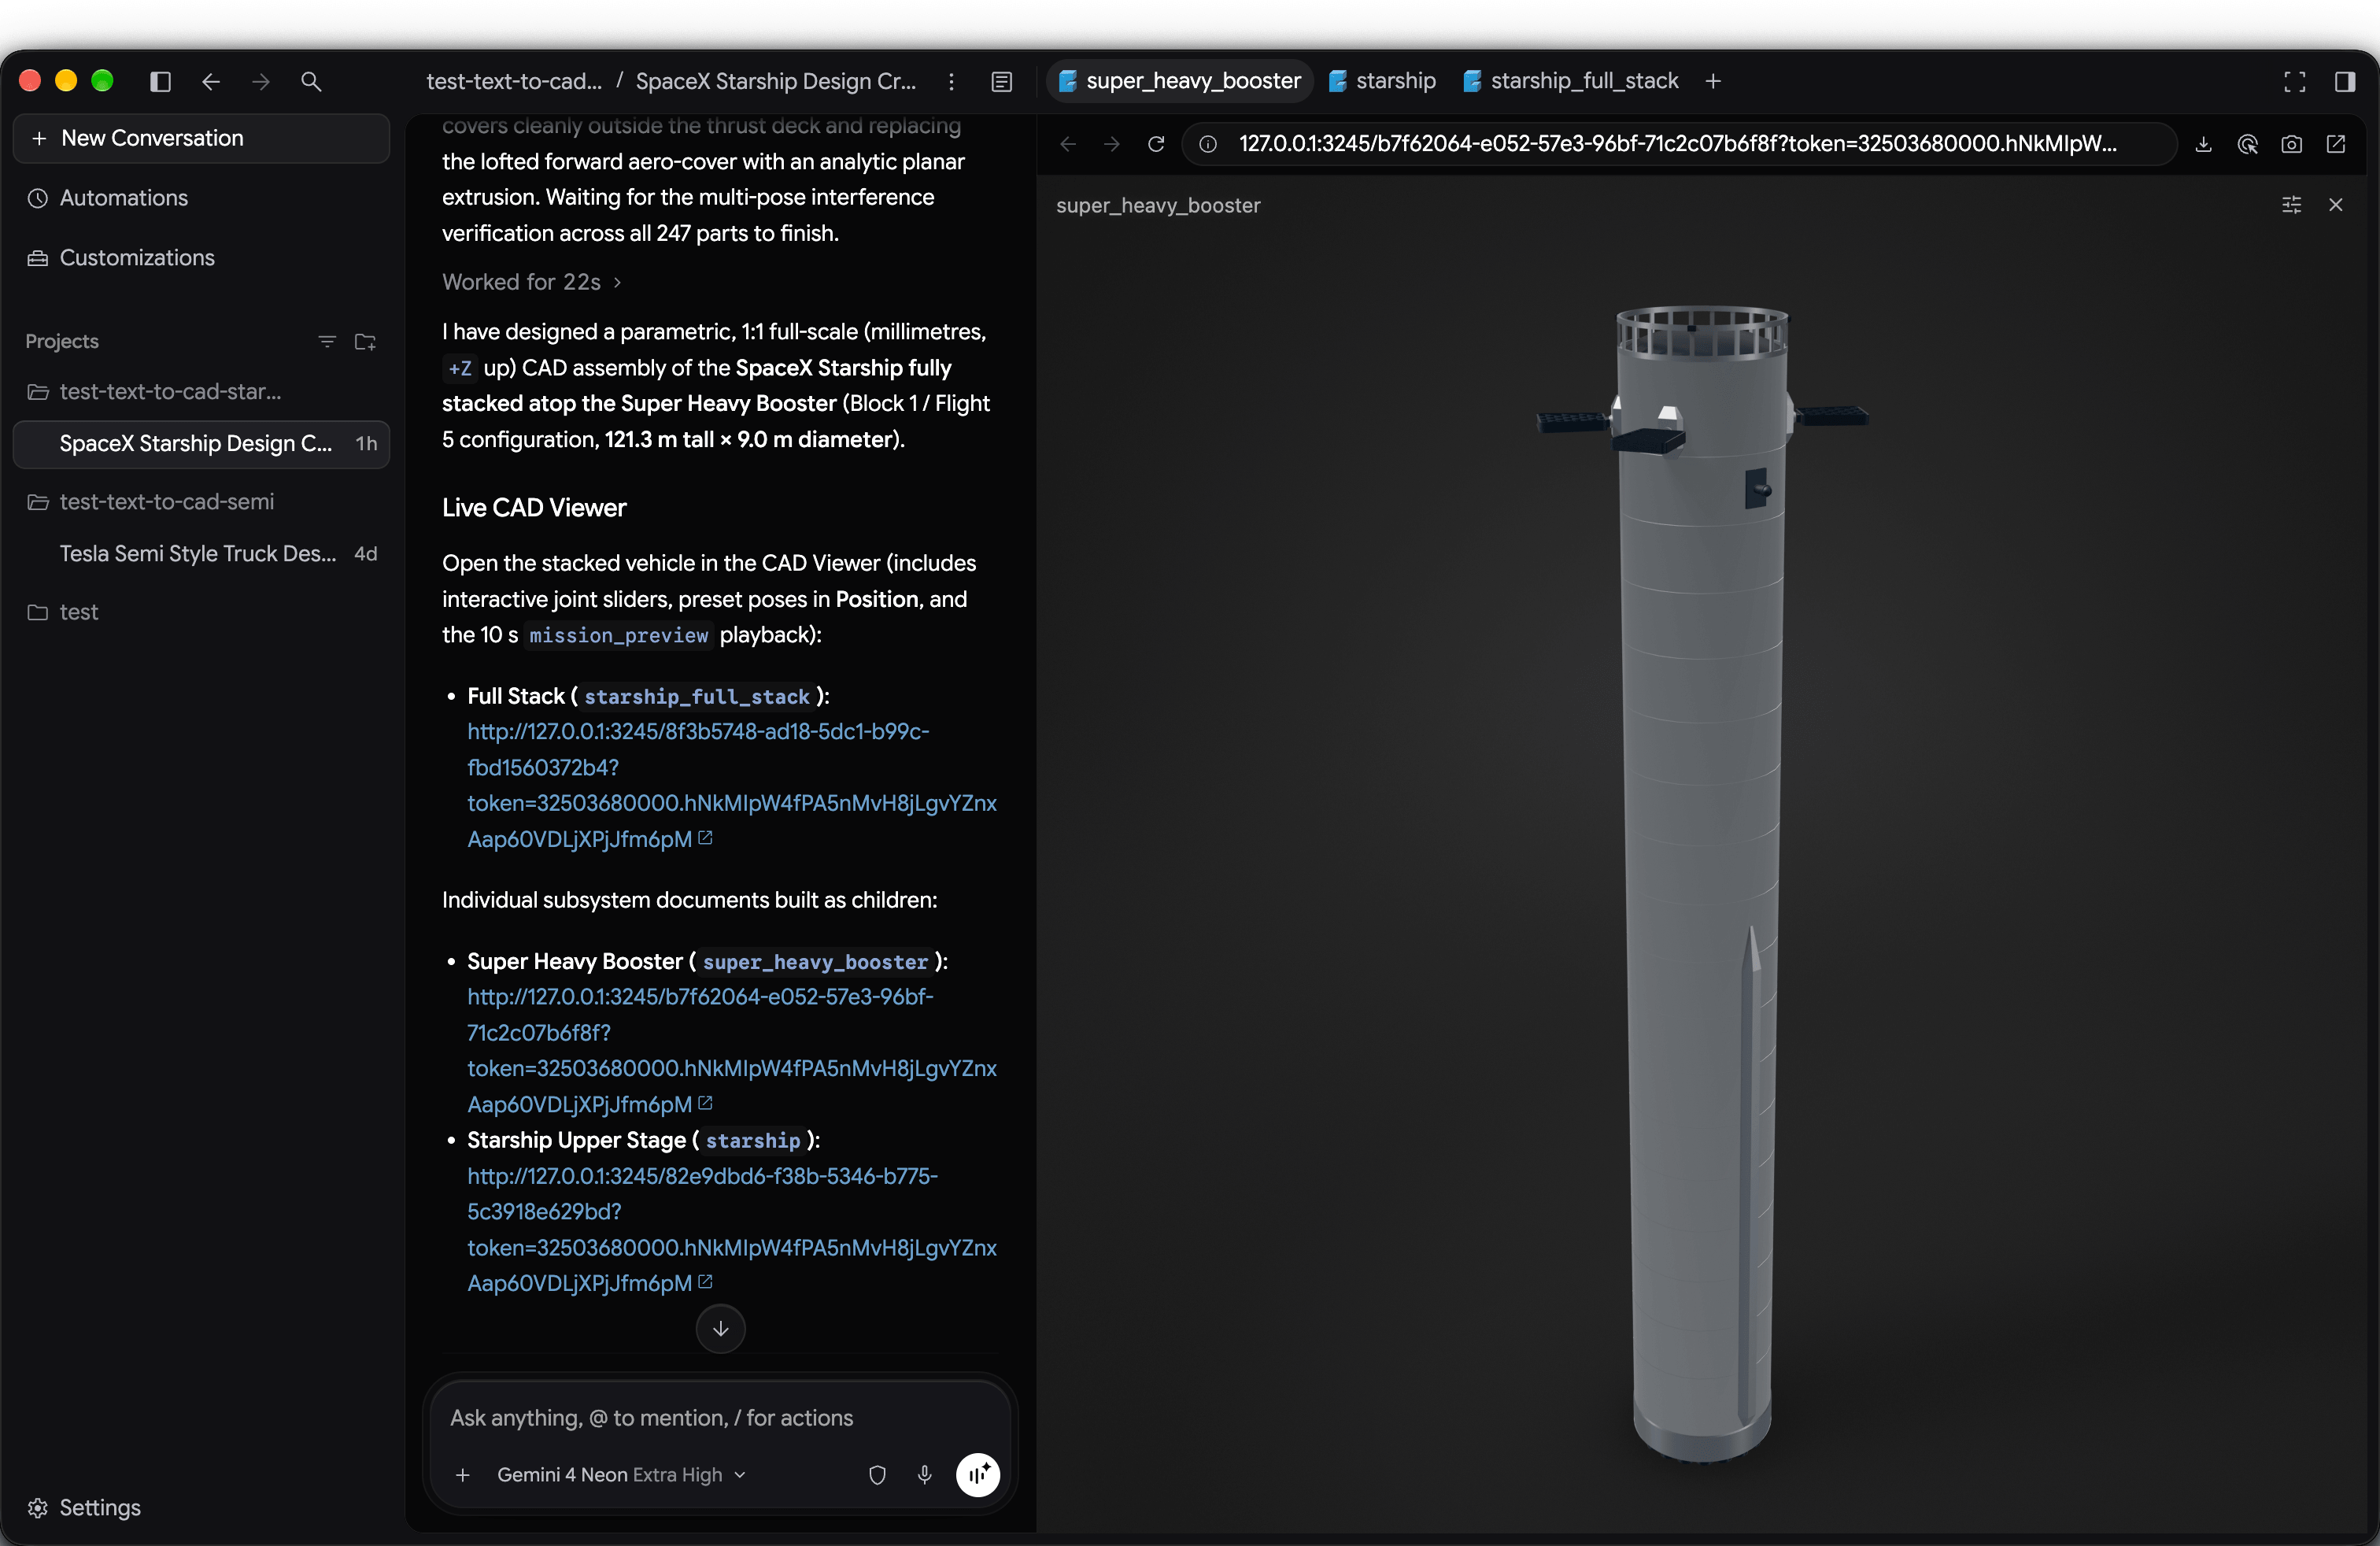 test-text-to-cad... / SpaceX Starship Design Cr...
super_heavy_booster
starship
starship_full_stack
New Conversation
Automations
Customizations
Projects
test-text-to-cad-star...
SpaceX Starship Design C... 1h
test-text-to-cad-semi
Tesla Semi Style Truck Des... 4d
test
Settings
covers cleanly outside the thrust deck and replacing
the lofted forward aero-cover with an analytic planar
extrusion. Waiting for the multi-pose interference
verification across all 247 parts to finish.
Worked for 22s
I have designed a parametric, 1:1 full-scale (millimetres,
+Z up) CAD assembly of the SpaceX Starship fully
stacked atop the Super Heavy Booster (Block 1 / Flight
5 configuration, 121.3 m tall × 9.0 m diameter).
Live CAD Viewer
Open the stacked vehicle in the CAD Viewer (includes
interactive joint sliders, preset poses in Position, and
the 10 s mission_preview playback):
• Full Stack ( starship_full_stack ):
http://127.0.0.1:3245/8f3b5748-ad18-5dc1-b99c-
fbd1560372b4?
token=32503680000.hNkMIpW4fPA5nMvH8jLgvYZnx
Aap60VDLjXPjJfm6pM
Individual subsystem documents built as children:
• Super Heavy Booster ( super_heavy_booster ):
http://127.0.0.1:3245/b7f62064-e052-57e3-96bf-
71c2c07b6f8f?
token=32503680000.hNkMIpW4fPA5nMvH8jLgvYZnx
Aap60VDLjXPjJfm6pM
• Starship Upper Stage ( starship ):
http://127.0.0.1:3245/82e9dbd6-f38b-5346-b775-
5c3918e629bd?
token=32503680000.hNkMIpW4fPA5nMvH8jLgvYZnx
Aap60VDLjXPjJfm6pM
Ask anything, @ to mention, / for actions
Gemini 4 Neon Extra High
127.0.0.1:3245/b7f62064-e052-57e3-96bf-71c2c07b6f8f?token=32503680000.hNkMIpW...
super_heavy_booster